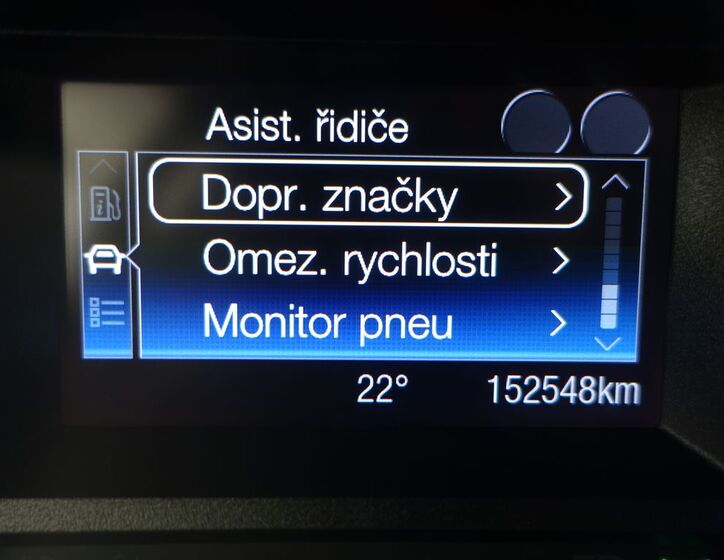 Asist. řidiče
Dopr. značky
Omez. rychlosti
Monitor pneu
22° 152548km